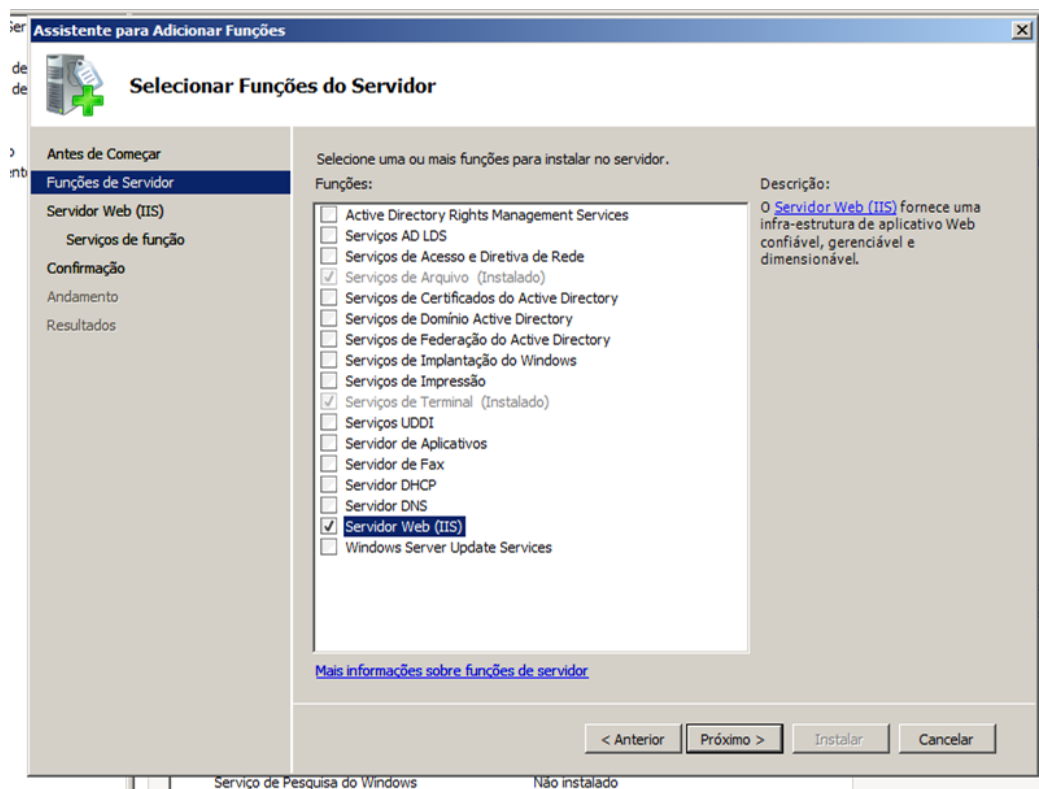 Ser
Assistente para Adicionar Funções
de
de
Selecionar Funções do Servidor
Antes de Começar
Funções de Servidor
Servidor Web (IIS)
Serviços de função
Confirmação
Andamento
Resultados
Selecione uma ou mais funções para instalar no servidor.
Funções:
Active Directory Rights Management Services
Serviços AD LDS
Serviços de Acesso e Diretiva de Rede
Serviços de Arquivo (Instalado)
Serviços de Certificados do Active Directory
Serviços de Domínio Active Directory
Serviços de Federação do Active Directory
Serviços de Implantação do Windows
Serviços de Impressão
Serviços de Terminal (Instalado)
Serviços UDDI
Servidor de Aplicativos
Servidor de Fax
Servidor DHCP
Servidor DNS
Servidor Web (IIS)
Windows Server Update Services
Mais informações sobre funções de servidor
Descrição:
O Servidor Web (IIS) fornece uma
infra-estrutura de aplicativo Web
confiável, gerenciável e
dimensionável.
< Anterior
Próximo >
Instalar
Cancelar
Serviço de Pesquisa do Windows
Não instalado